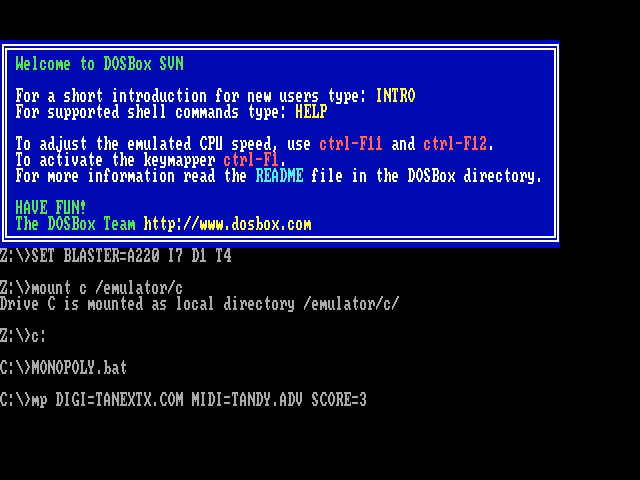 Welcome to DOSBox SVN
For a short introduction for new users type: INTRO
For supported shell commands type: HELP
To adjust the emulated CPU speed, use ctrl-F11 and ctrl-F12.
To activate the keymapper ctrl-F1.
For more information read the README file in the DOSBox directory.
HAVE FUN!
The DOSBox Team http://www.dosbox.com
Z:\>SET BLASTER=A220 I7 D1 T4
Z:\>mount c /emulator/c
Drive C is mounted as local directory /emulator/c/
Z:\>c:
C:\>MONOPOLY.bat
C:\>mp DIGI=TANEXTX.COM MIDI=TANDY.ADV SCORE=3